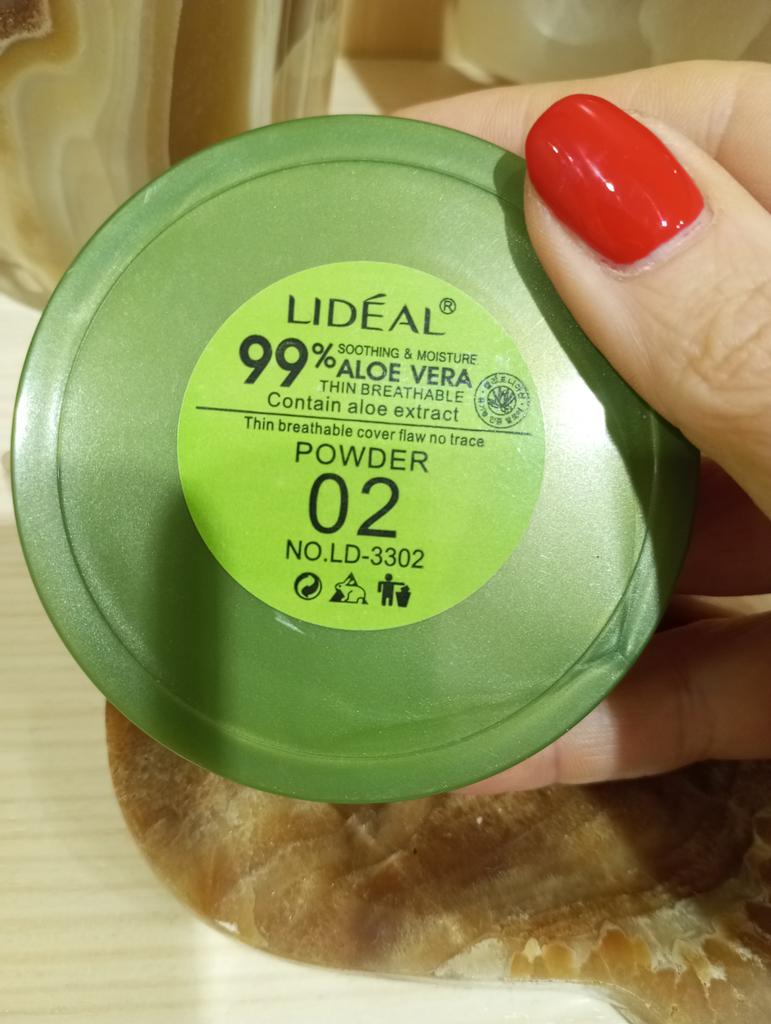 LIDÉAL®
99% SOOTHING & MOISTURE
ALOE VERA
THIN BREATHABLE
Contain aloe extract
Thin breathable cover flaw no trace
POWDER
02
NO.LD-3302